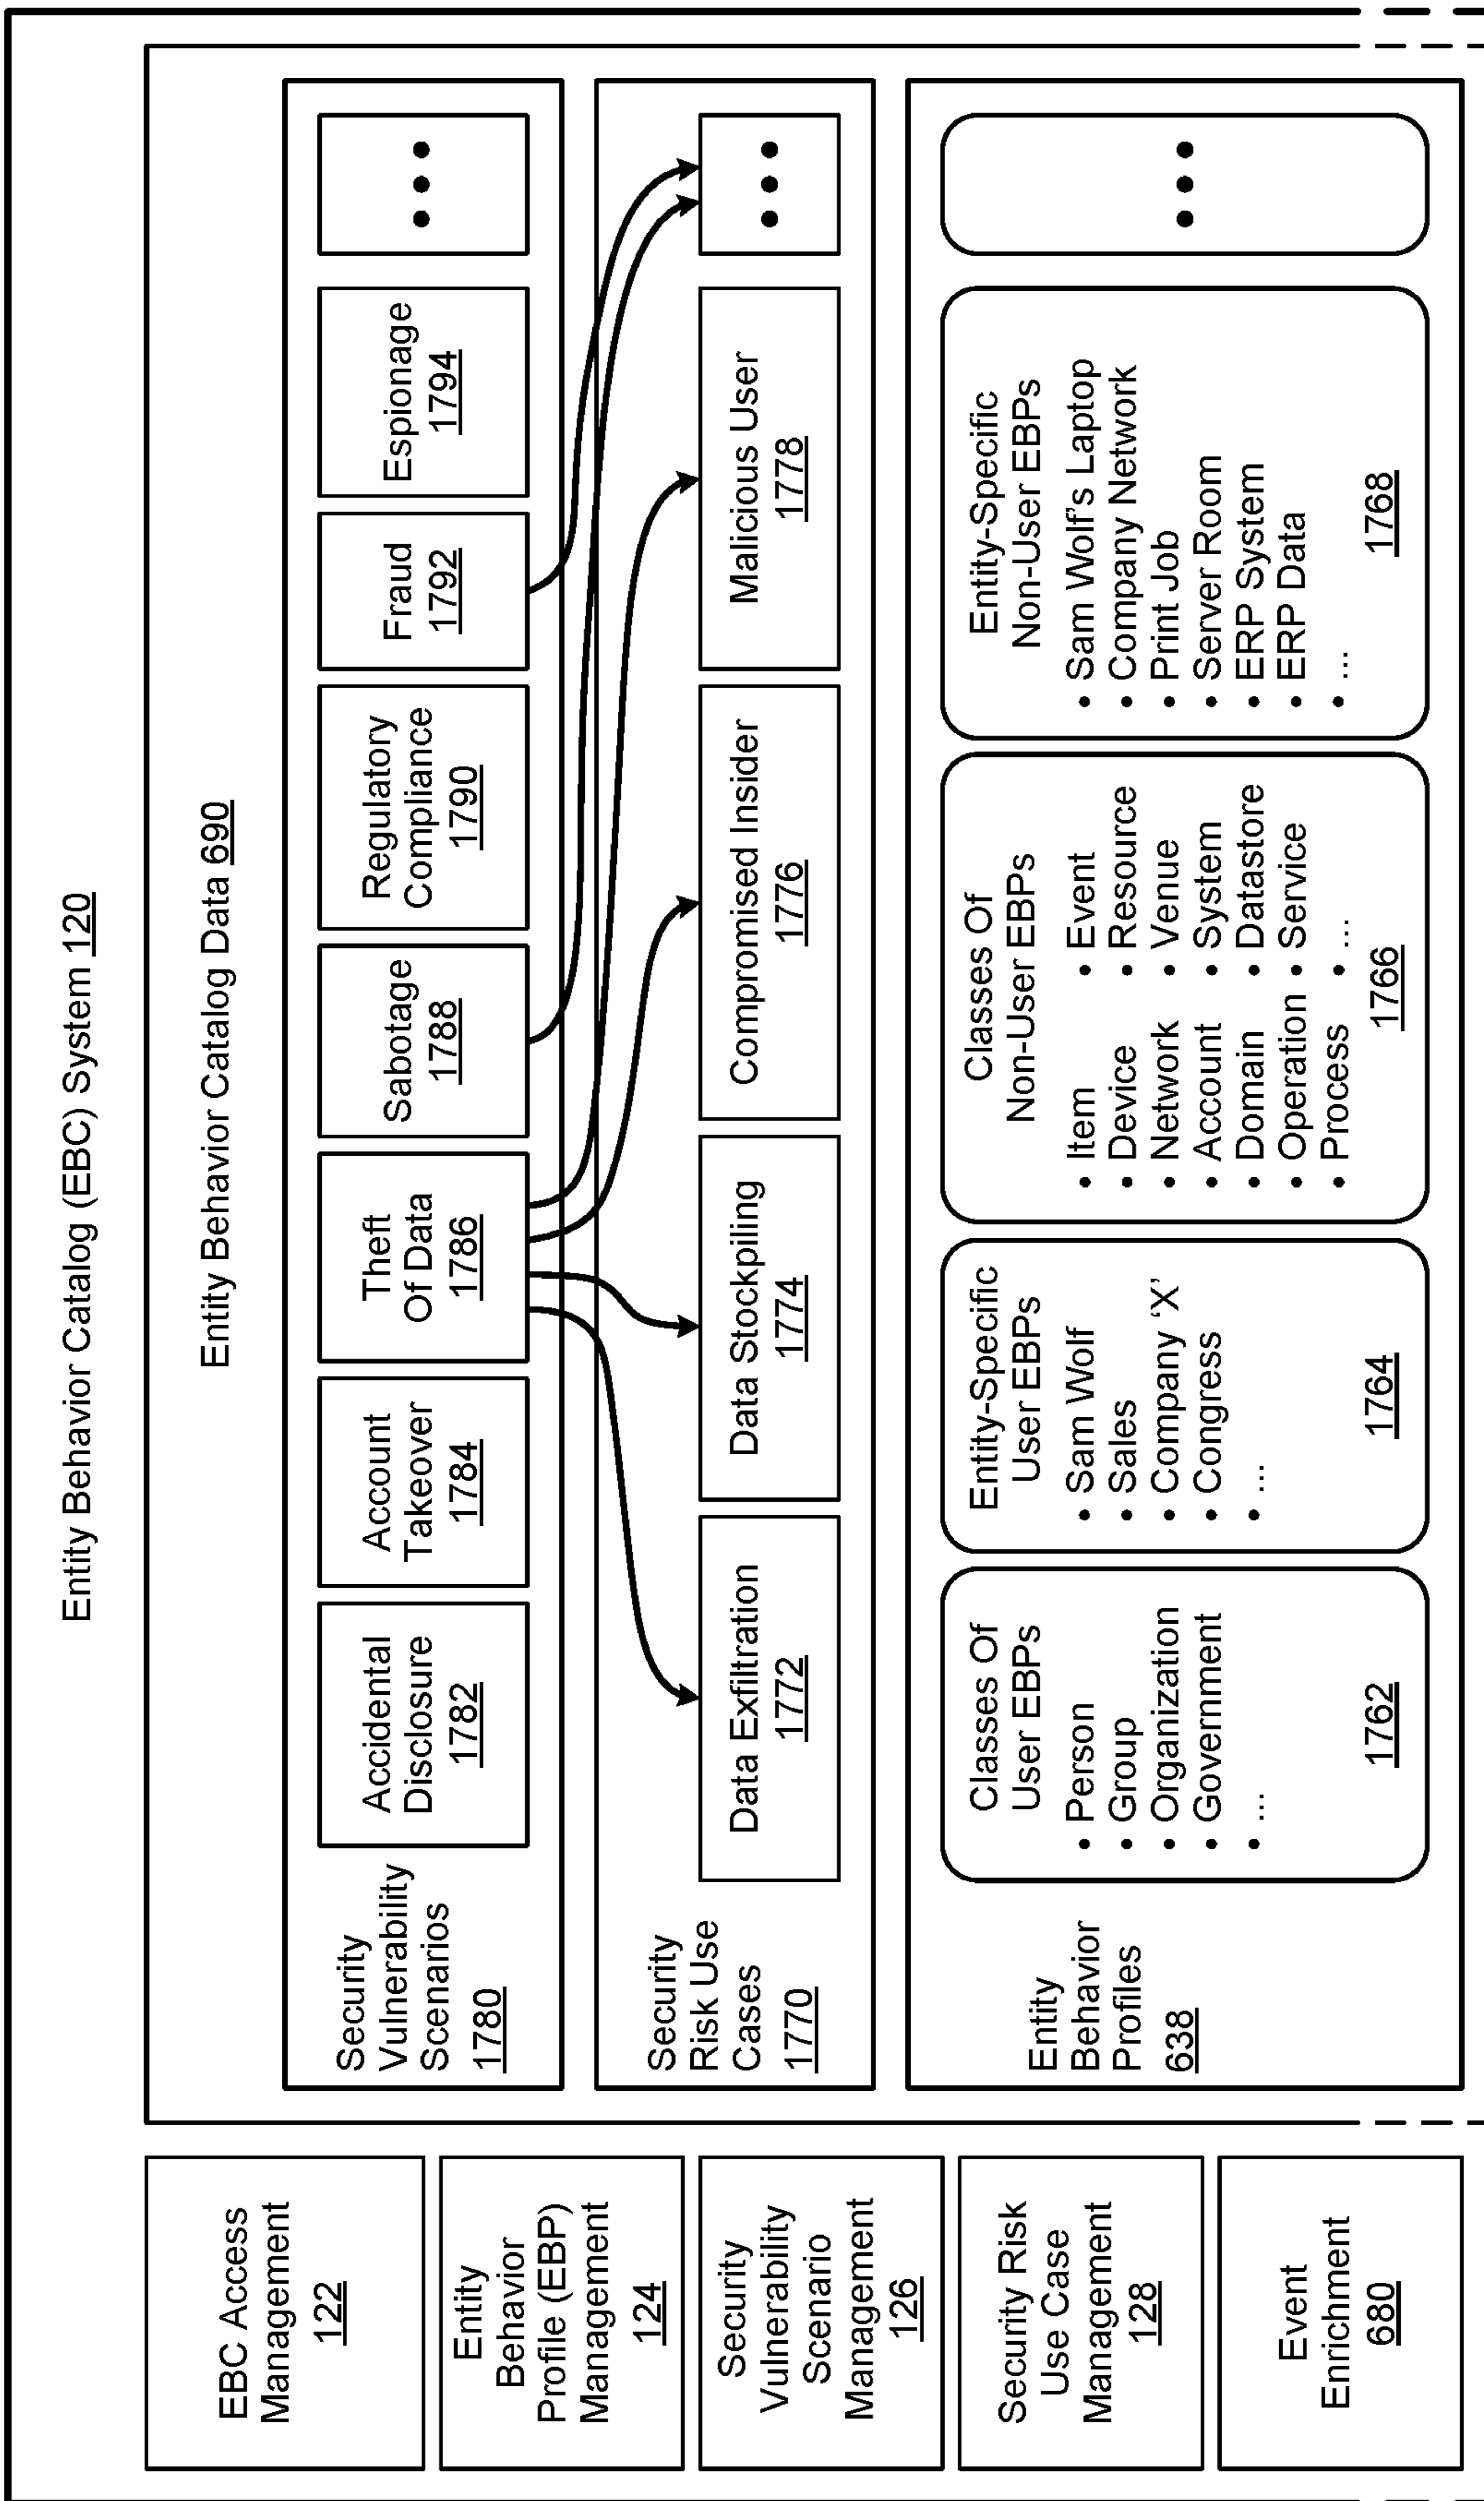 Entity Behavior Catalog (EBC) System 120
EBC Access
Management
122
Entity
Behavior
Profile (EBP)
Management
124
Security
Vulnerability
Scenario
Management
126
Security Risk
Use Case
Management
128
Event
Enrichment
680
Entity Behavior Catalog Data 690
Security
Vulnerability
Scenarios
1780
Accidental
Disclosure
1782
Account
Takeover
1784
Theft
Of Data
1786
Sabotage
1788
Regulatory
Compliance
1790
Fraud
1792
Espionage
1794
• • •
Security
Risk Use
Cases
1770
Data Exfiltration
1772
Data Stockpiling
1774
Compromised Insider
1776
Malicious User
1778
• • •
Entity
Behavior
Profiles
638
Classes Of
User EBPs
• Person
• Group
• Organization
• Government
• ...
1762
Entity-Specific
User EBPs
• Sam Wolf
• Sales
• Company ‘X’
• Congress
• ...
1764
Classes Of
Non-User EBPs
• Item • Event
• Device • Resource
• Network • Venue
• Account • System
• Domain • Datastore
• Operation • Service
• Process • ...
1766
Entity-Specific
Non-User EBPs
• Sam Wolf's Laptop
• Company Network
• Print Job
• Server Room
• ERP System
• ERP Data
• ...
1768
• • •